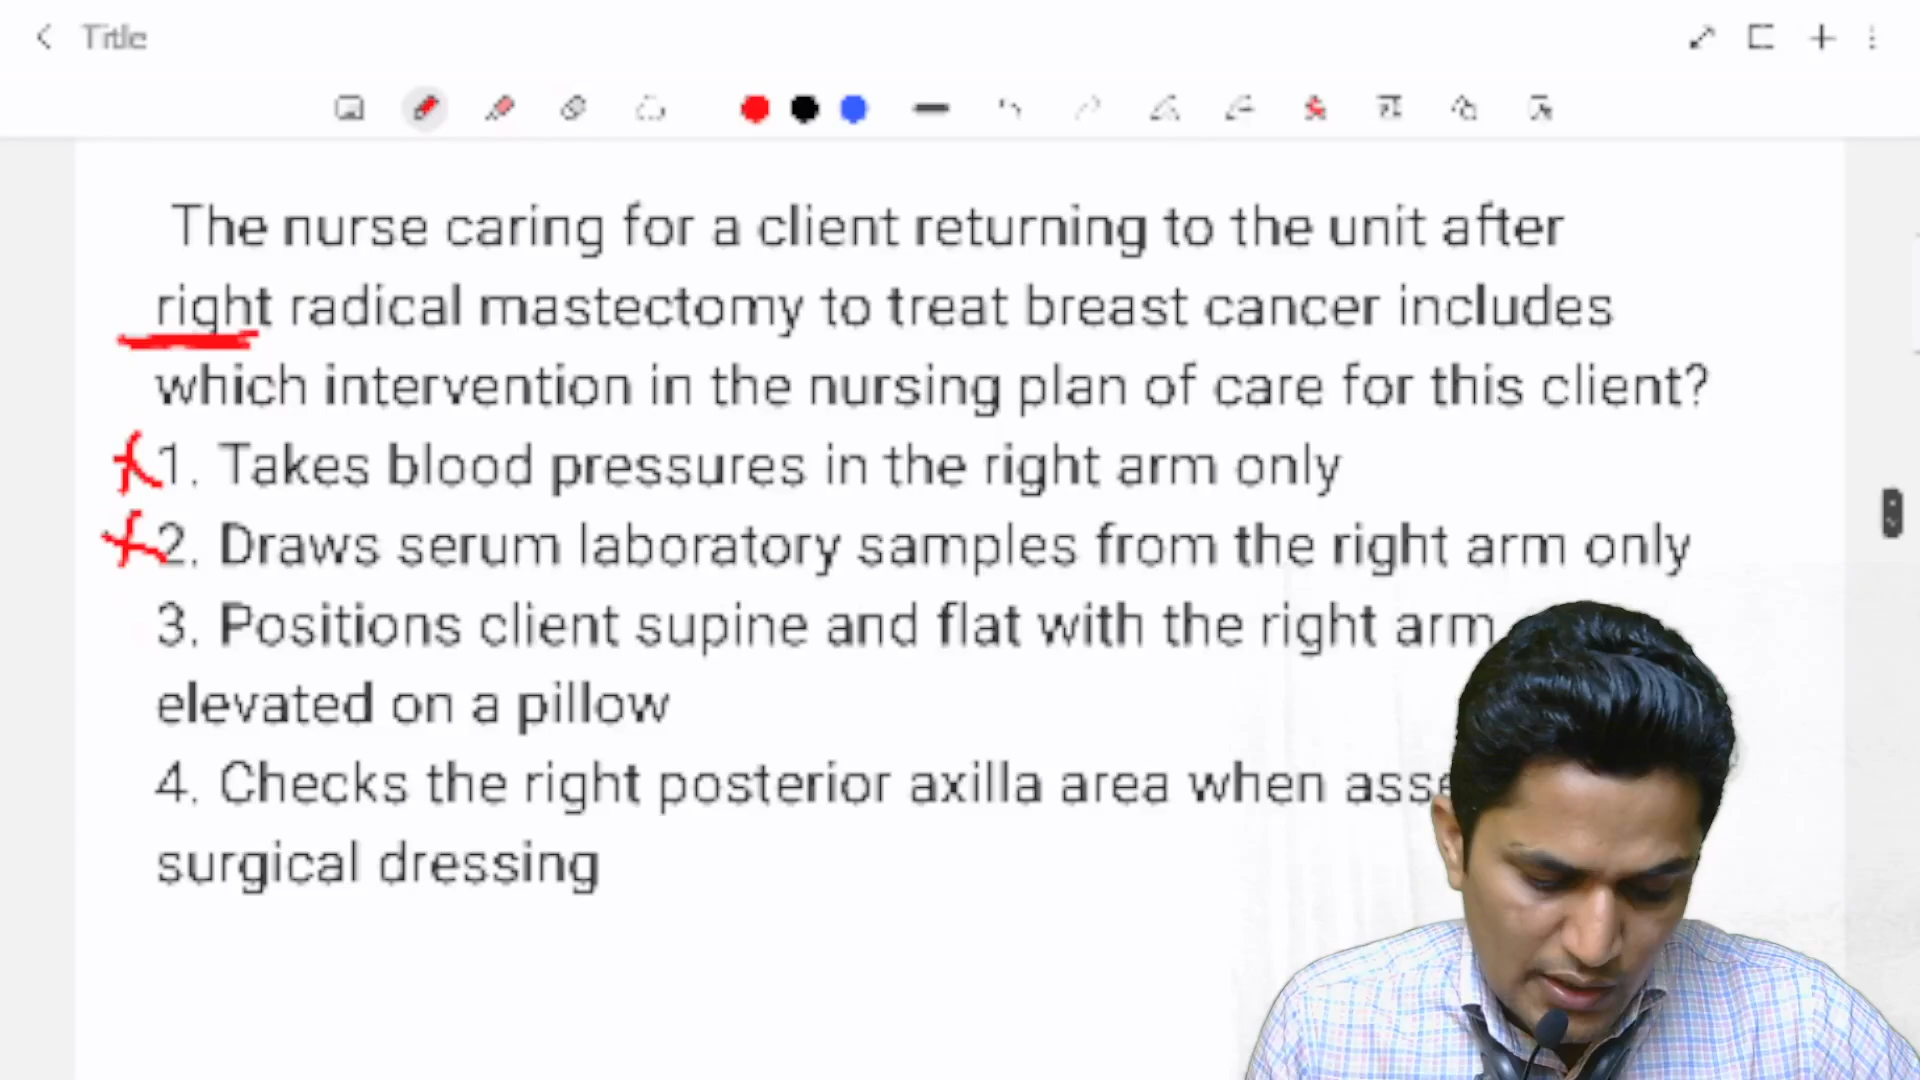 Title
The nurse caring for a client returning to the unit after
right radical mastectomy to treat breast cancer includes
which intervention in the nursing plan of care for this client?
1. Takes blood pressures in the right arm only
2. Draws serum laboratory samples from the right arm only
3. Positions client supine and flat with the right arm
elevated on a pillow
4. Checks the right posterior axilla area when
surgical dressing